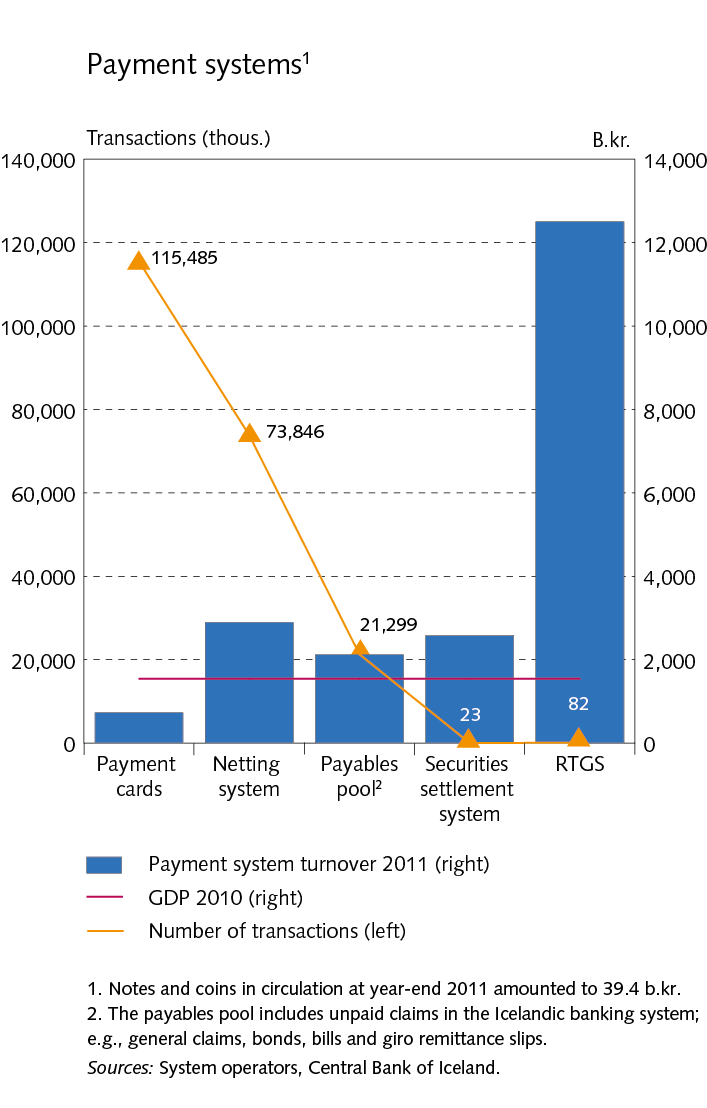 Payment systems¹
Transactions (thous.) B.kr.
140,000 14,000
120,000 12,000
115,485
100,000 10,000
80,000 8,000
73,846
60,000 6,000
40,000 4,000
21,299
20,000 2,000
82
23
0 0
Payment Netting Payables Securities RTGS
cards system pool² settlement
system
Payment system turnover 2011 (right)
GDP 2010 (right)
Number of transactions (left)
1. Notes and coins in circulation at year-end 2011 amounted to 39.4 b.kr.
2. The payables pool includes unpaid claims in the Icelandic banking system;
e.g., general claims, bonds, bills and giro remittance slips.
Sources: System operators, Central Bank of Iceland.